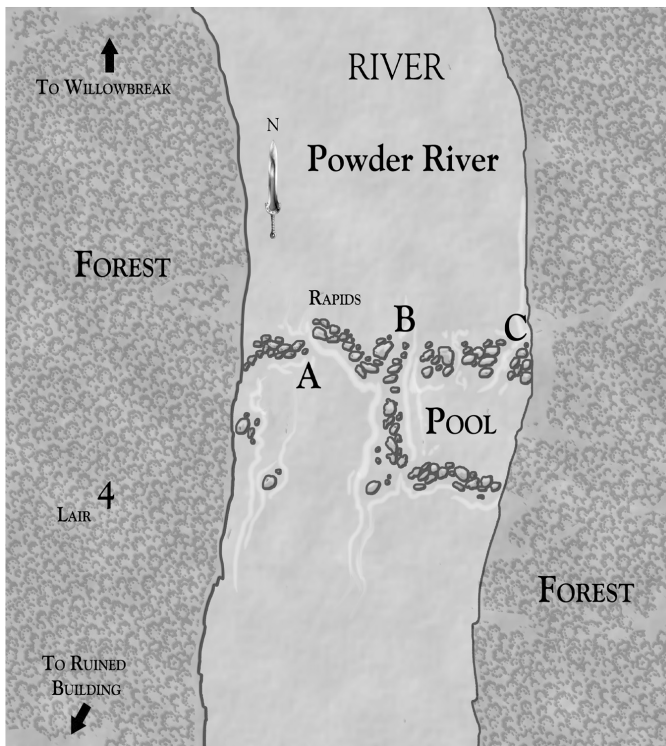 RIVER
To Willowbreak
N
Powder River
Forest
Rapids
B
C
A
Pool
4
Lair
Forest
To Ruined
Building